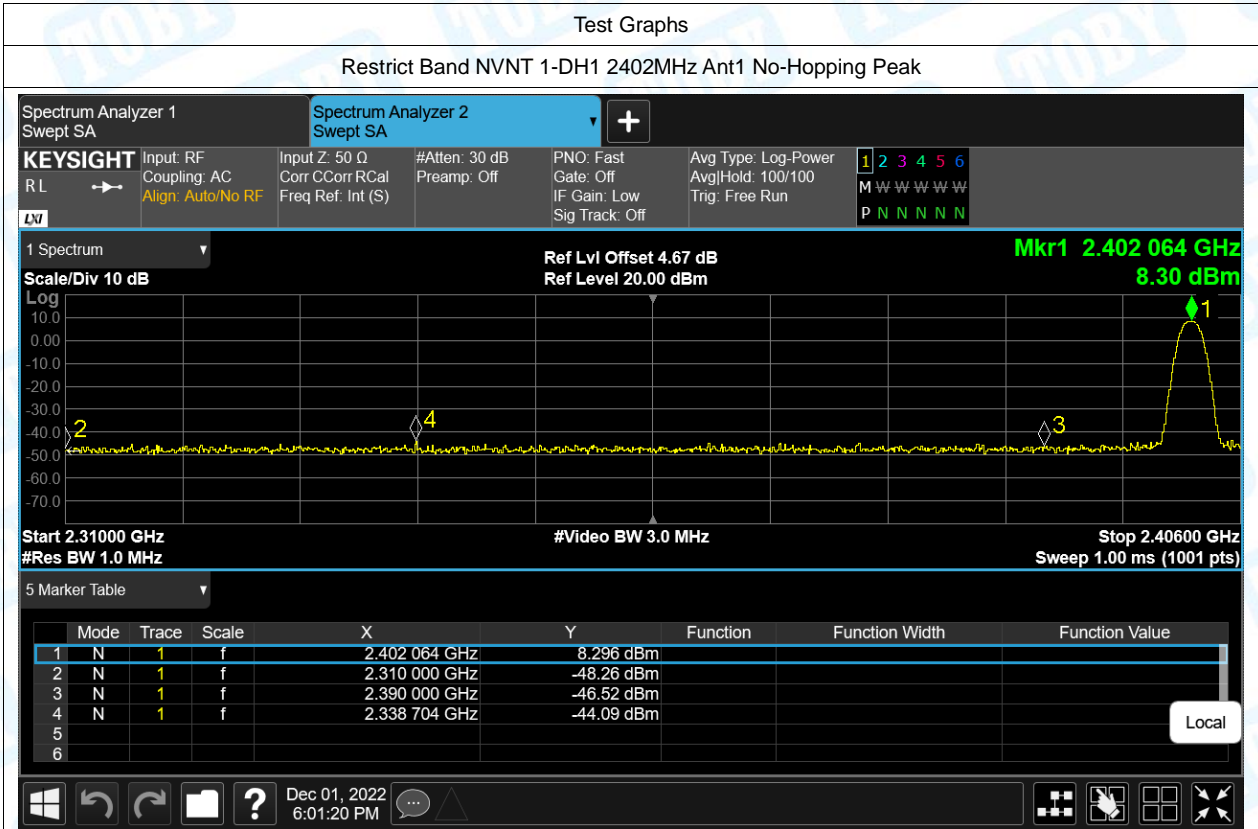 Test Graphs
Restrict Band NVNT 1-DH1 2402MHz Ant1 No-Hopping Peak
Spectrum Analyzer 1
Swept SA
Spectrum Analyzer 2
Swept SA
KEYSIGHT
R L
LXI
Input: RF
Coupling: AC
Align: Auto/No RF
Input Z: 50 Ω
Corr CCorr RCal
Freq Ref: Int (S)
#Atten: 30 dB
Preamp: Off
PNO: Fast
Gate: Off
IF Gain: Low
Sig Track: Off
Avg Type: Log-Power
Avg|Hold: 100/100
Trig: Free Run
1 2 3 4 5 6
M W W W W W
P N N N N N
1 Spectrum
Scale/Div 10 dB
Ref Lvl Offset 4.67 dB
Ref Level 20.00 dBm
Mkr1 2.402 064 GHz
8.30 dBm
Log
10.0
0.00
-10.0
-20.0
-30.0
-40.0
-50.0
-60.0
-70.0
1
2
4
3
Start 2.31000 GHz
#Res BW 1.0 MHz
#Video BW 3.0 MHz
Stop 2.40600 GHz
Sweep 1.00 ms (1001 pts)
5 Marker Table
Mode Trace Scale X Y Function Function Width Function Value
1 N 1 f 2.402 064 GHz 8.296 dBm
2 N 1 f 2.310 000 GHz -48.26 dBm
3 N 1 f 2.390 000 GHz -46.52 dBm
4 N 1 f 2.338 704 GHz -44.09 dBm
5
6
Local
?
Dec 01, 2022
6:01:20 PM
TOBY